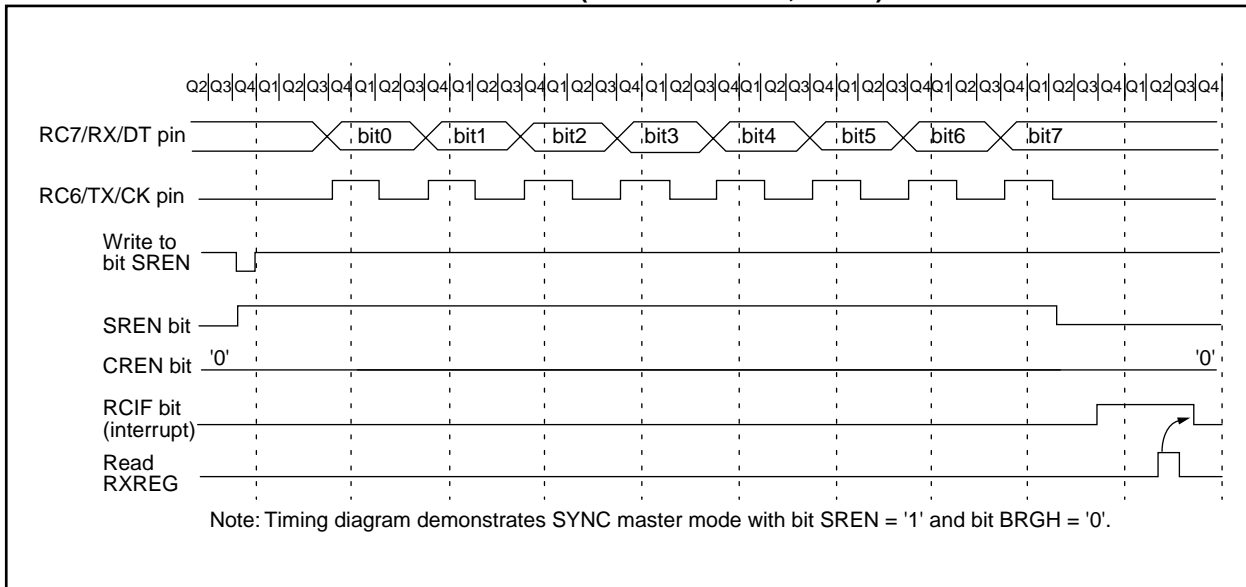 Q2 Q3 Q4 Q1 Q2 Q3 Q4 Q1 Q2 Q3 Q4 Q1 Q2 Q3 Q4 Q1 Q2 Q3 Q4 Q1 Q2 Q3 Q4 Q1 Q2 Q3 Q4 Q1 Q2 Q3 Q4 Q1 Q2 Q3 Q4 Q1 Q2 Q3 Q4 Q1 Q2 Q3 Q4
RC7/RX/DT pin bit0 bit1 bit2 bit3 bit4 bit5 bit6 bit7
RC6/TX/CK pin
Write to
bit SREN
SREN bit
CREN bit '0' '0'
RCIF bit
(interrupt)
Read
RXREG
Note: Timing diagram demonstrates SYNC master mode with bit SREN = '1' and bit BRGH = '0'.